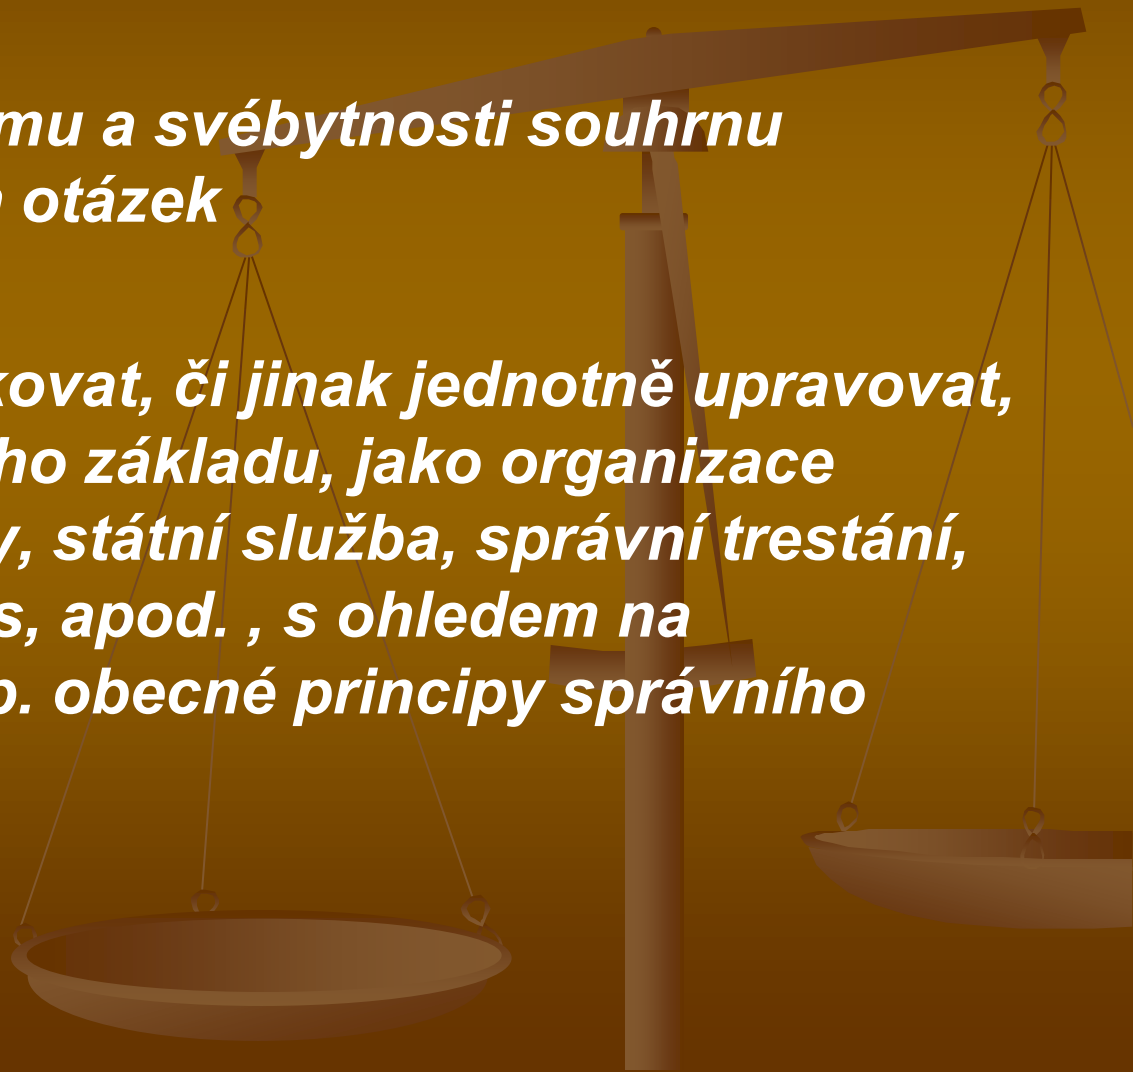 mu a svébytnosti souhrnu
otázek
kovat, či jinak jednotně upravovat,
ho základu, jako organizace
y, státní služba, správní trestání,
s, apod. , s ohledem na
p. obecné principy správního